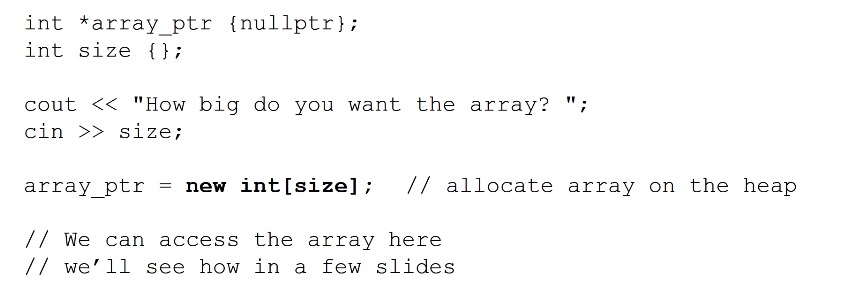 int *array_ptr {nullptr};
int size {};
cout << "How big do you want the array? ";
cin >> size;
array_ptr = new int[size];  // allocate array on the heap
// We can access the array here
// we’ll see how in a few slides